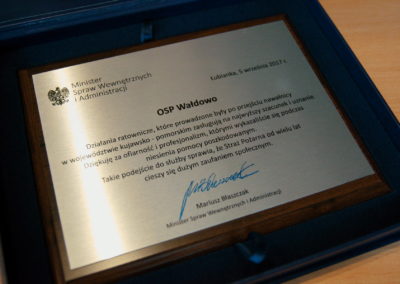 Minister
Spraw Wewnętrznych
i Administracji
Łubianka, 5 września 2017 r.
OSP Wałdowo
Działania ratownicze, które prowadzone były po przejściu nawałnicy
w województwie kujawsko - pomorskim zasługują na najwyższy szacunek i uznanie.
Dziękuję za ofiarność i profesjonalizm, którymi wykazaliście się podczas
niesienia pomocy poszkodowanym.
Takie podejście do służby sprawia, że Straż Pożarna od wielu lat
cieszy się dużym zaufaniem społecznym.
Mariusz Błaszczak
Minister Spraw Wewnętrznych i Administracji